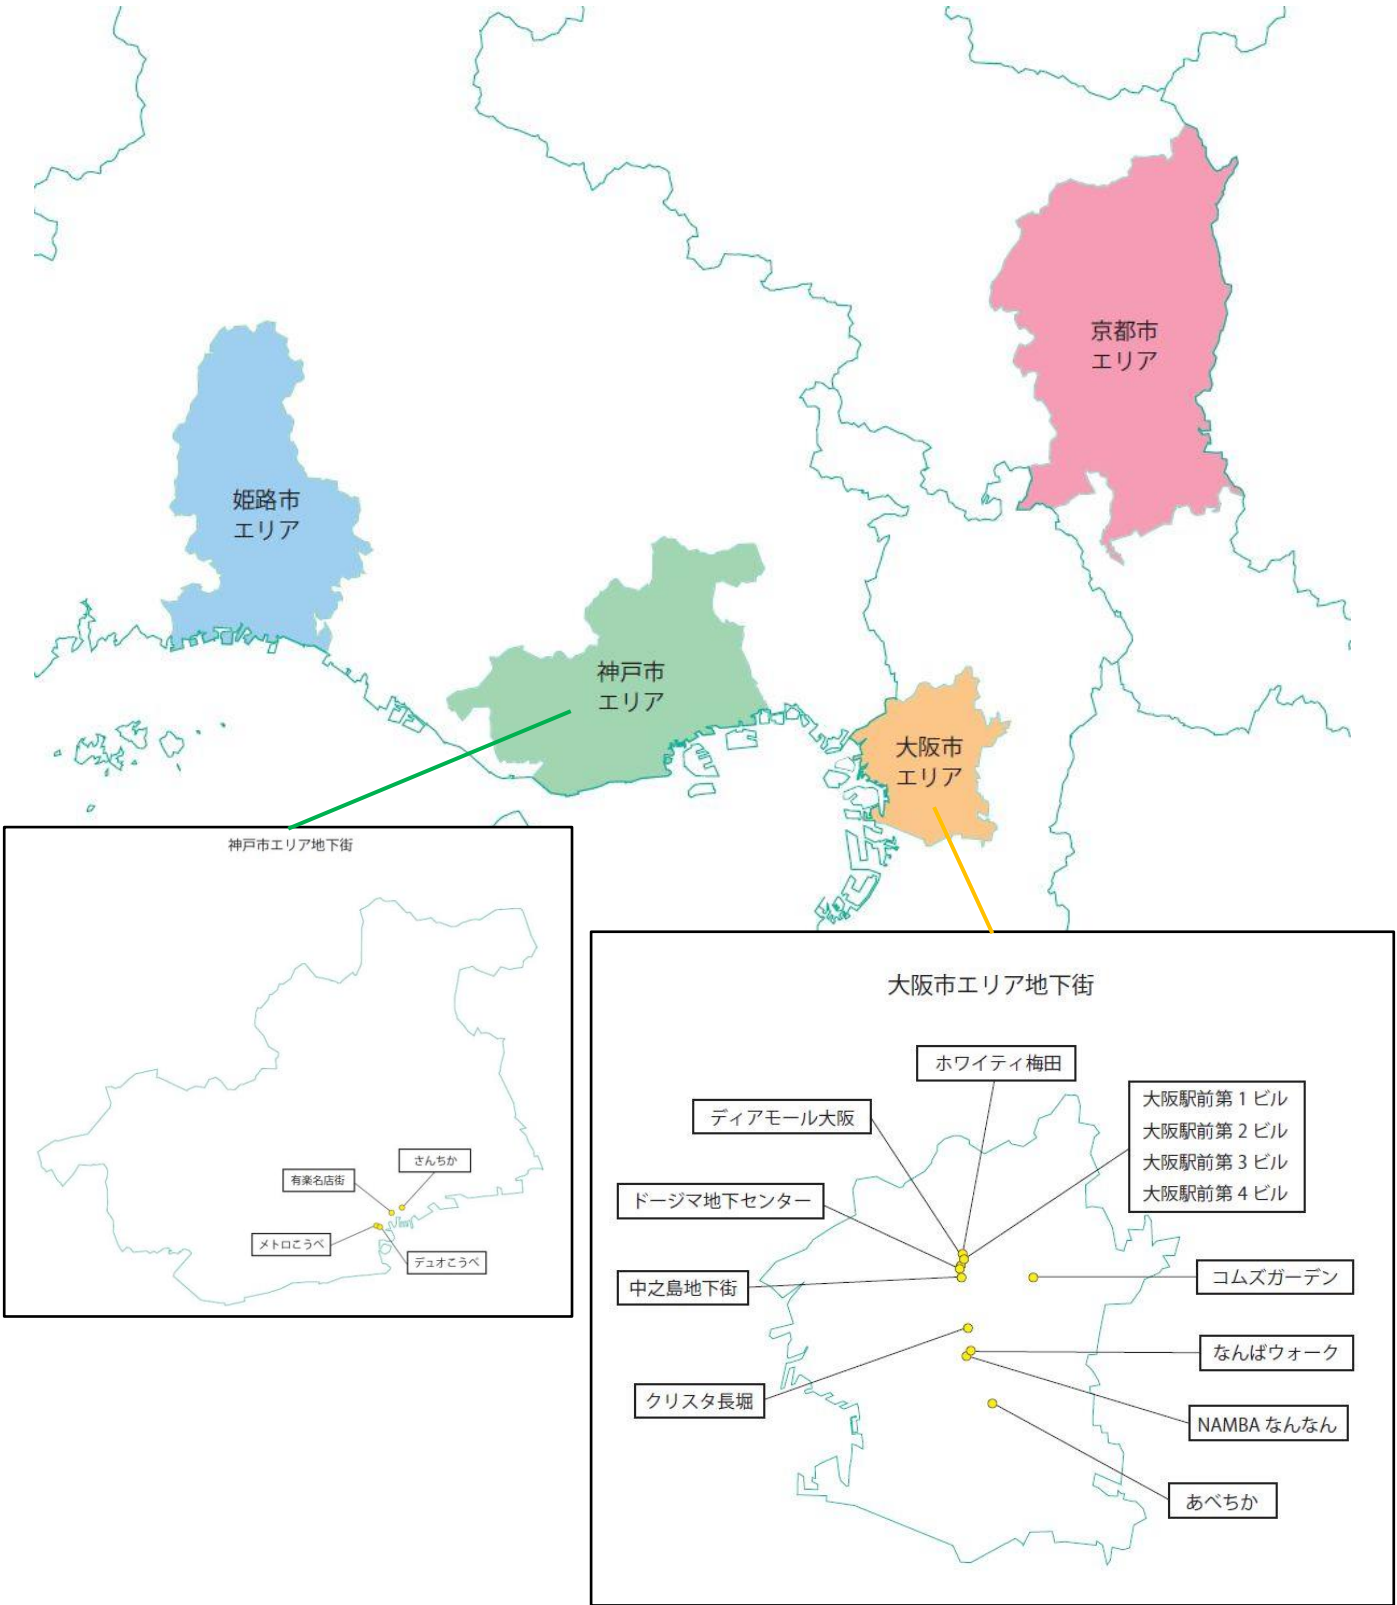 京都市
エリア
姫路市
エリア
神戸市
エリア
大阪市
エリア
神戸市エリア地下街
さんちか
有楽名店街
メトロこうべ
デュオこうべ
大阪市エリア地下街
ホワイティ梅田
ディアモール大阪
大阪駅前第 1 ビル
大阪駅前第 2 ビル
大阪駅前第 3 ビル
大阪駅前第 4 ビル
ドージマ地下センター
中之島地下街
コムズガーデン
なんばウォーク
クリスタ長堀
NAMBA なんなん
あべちか